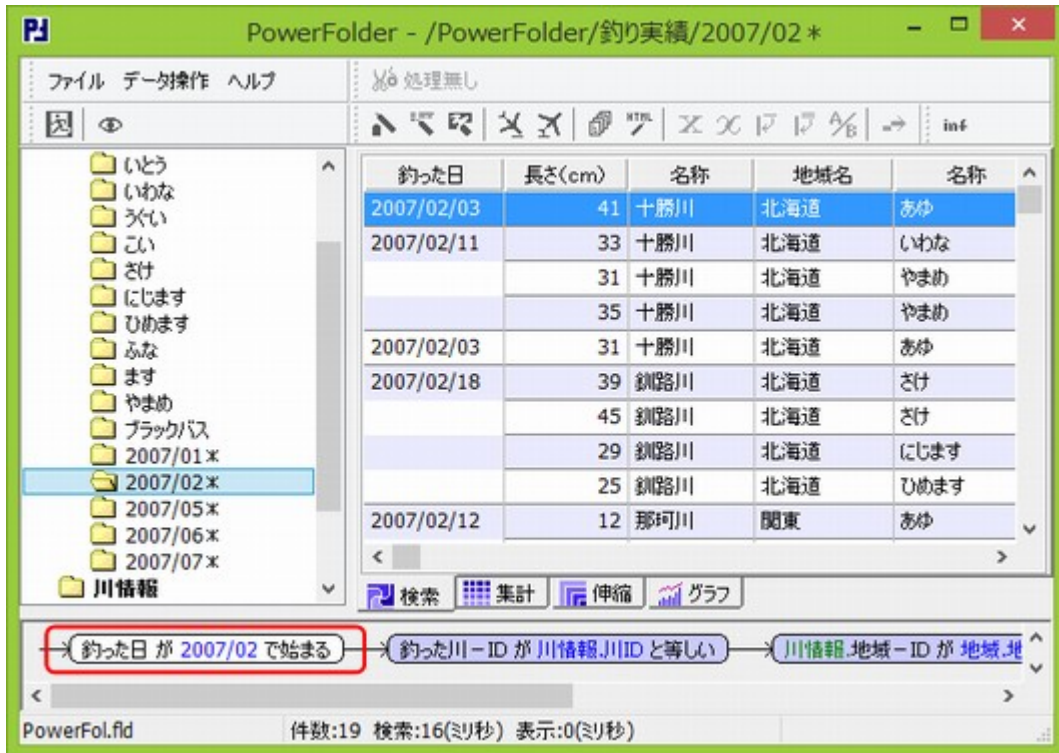 PowerFolder - /PowerFolder/釣り実績/2007/02*
ファイル データ操作 ヘルプ
処理無し
HTML A/B inf
いとう
いわな
うぐい
こい
さけ
にじます
ひめます
ふな
ます
やまめ
ブラックバス
2007/01*
2007/02*
2007/05*
2007/06*
2007/07*
川情報
釣った日 長さ(cm) 名称 地域名 名称
2007/02/03 41 十勝川 北海道 あゆ
2007/02/11 33 十勝川 北海道 いわな
31 十勝川 北海道 やまめ
35 十勝川 北海道 やまめ
2007/02/03 31 十勝川 北海道 あゆ
2007/02/18 39 釧路川 北海道 さけ
45 釧路川 北海道 さけ
29 釧路川 北海道 にじます
25 釧路川 北海道 ひめます
2007/02/12 12 那珂川 関東 あゆ
検索 集計 伸縮 グラフ
釣った日 が 2007/02 で始まる 釣った川-ID が 川情報.川ID と等しい 川情報.地域-ID が 地域.地
PowerFol.fld 件数:19 検索:16(ミリ秒) 表示:0(ミリ秒)